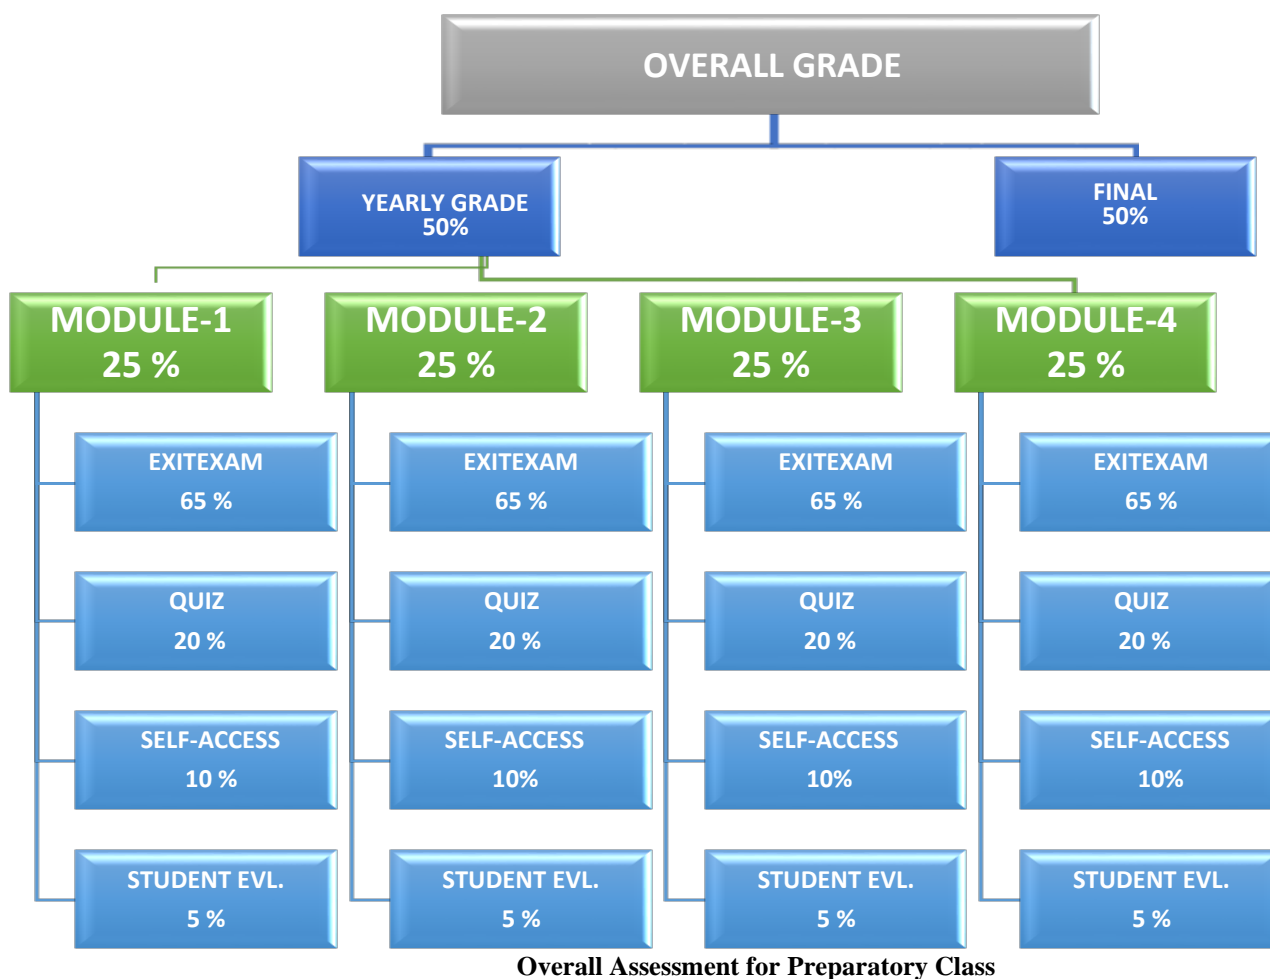 OVERALL GRADE
YEARLY GRADE
50%
FINAL
50%
MODULE-1
25 %
MODULE-2
25 %
MODULE-3
25 %
MODULE-4
25 %
EXITEXAM
65 %
EXITEXAM
65 %
EXITEXAM
65 %
EXITEXAM
65 %
QUIZ
20 %
QUIZ
20 %
QUIZ
20 %
QUIZ
20 %
SELF-ACCESS
10 %
SELF-ACCESS
10%
SELF-ACCESS
10%
SELF-ACCESS
10%
STUDENT EVL.
5 %
STUDENT EVL.
5 %
STUDENT EVL.
5 %
STUDENT EVL.
5 %
Overall Assessment for Preparatory Class